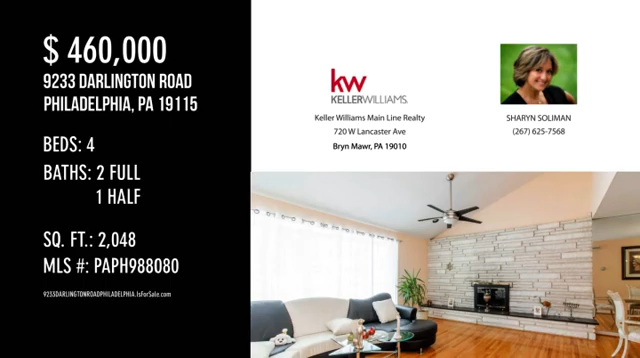 $ 460,000
9233 DARLINGTON ROAD
PHILADELPHIA, PA 19115
BEDS: 4
BATHS: 2 FULL
1 HALF
SQ. FT.: 2,048
MLS #: PAPH988080
9233DARLINGTONROADPHILADELPHIA.IsForSale.com
kw
KELLERWILLIAMS.
Keller Williams Main Line Realty
720 W Lancaster Ave
Bryn Mawr, PA 19010
SHARYN SOLIMAN
(267) 625-7568